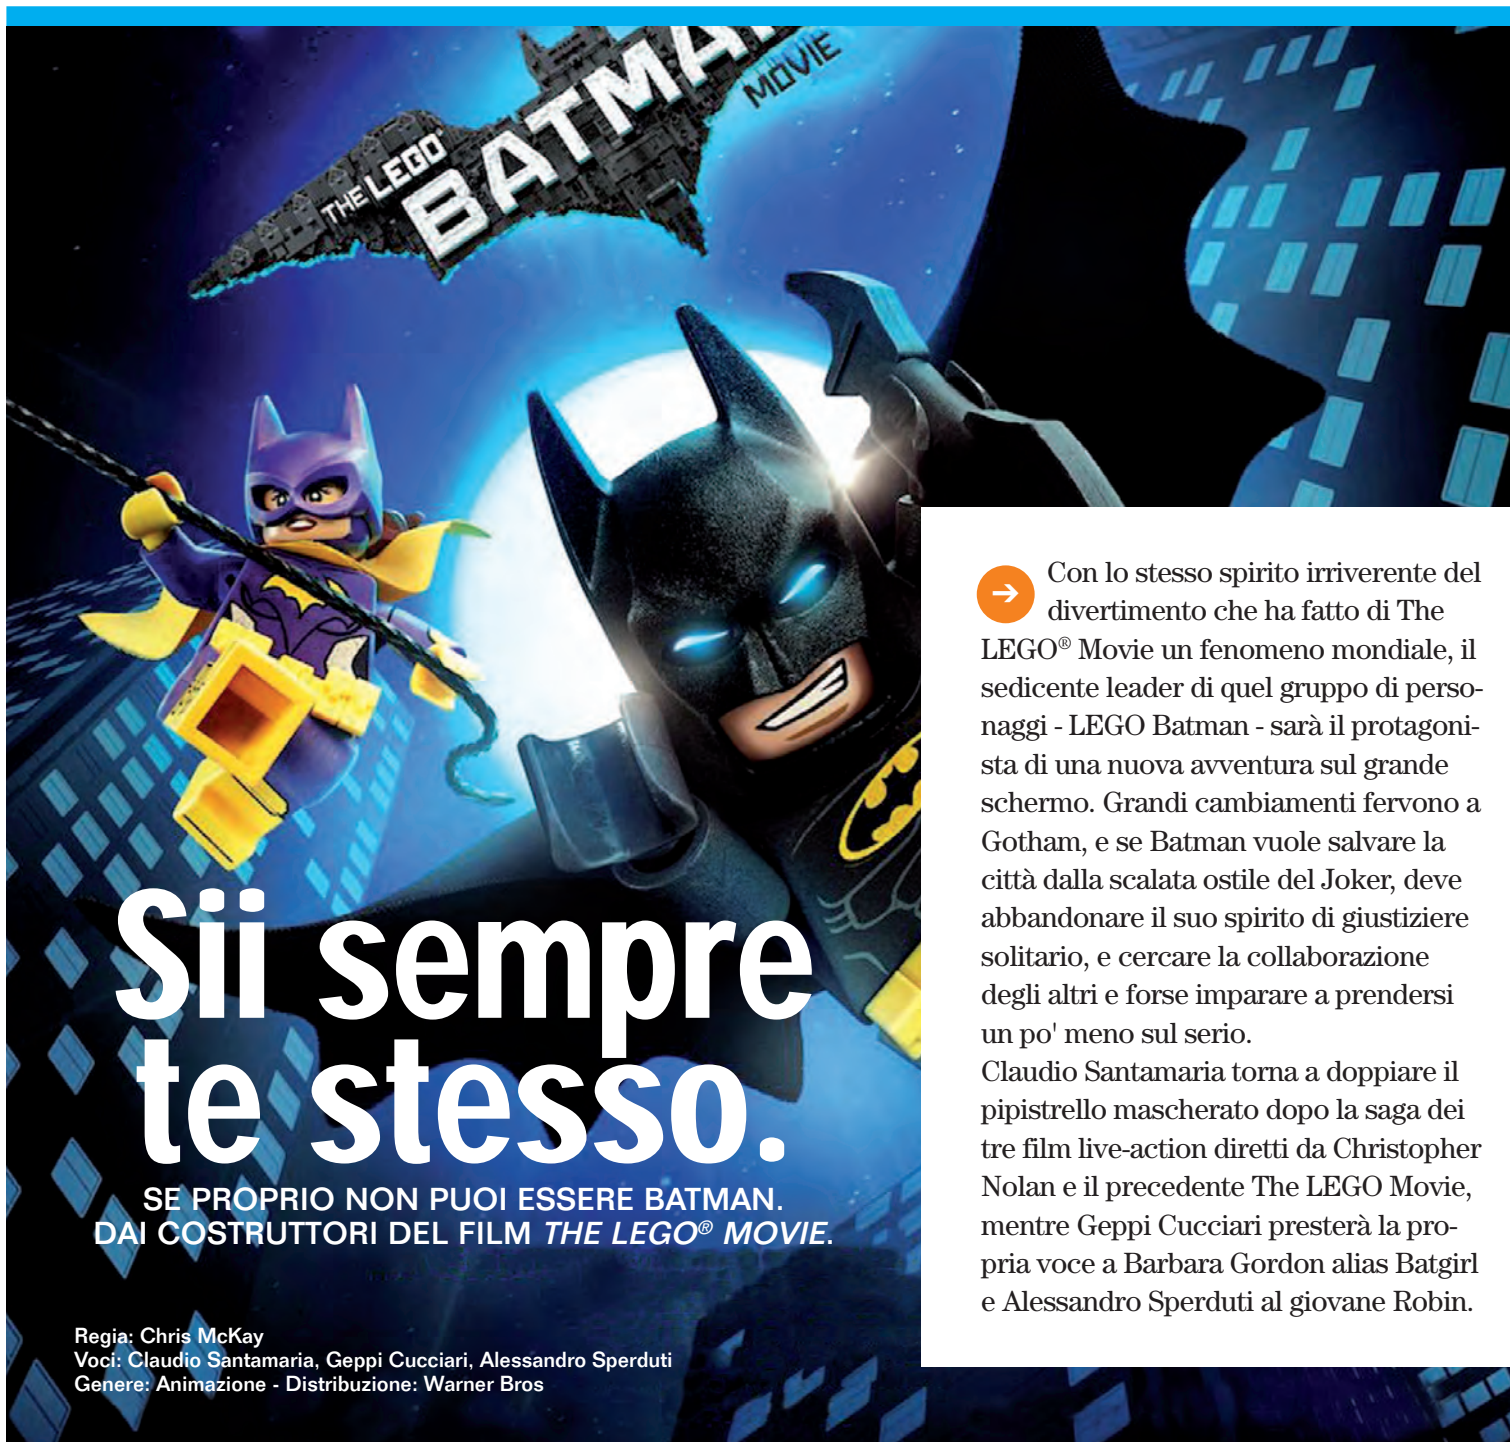 THE LEGO®
BATMA
MOVIE
Con lo stesso spirito irriverente del
divertimento che ha fatto di The
LEGO® Movie un fenomeno mondiale, il
sedicente leader di quel gruppo di perso-
naggi - LEGO Batman - sarà il protagoni-
sta di una nuova avventura sul grande
schermo. Grandi cambiamenti fervono a
Gotham, e se Batman vuole salvare la
città dalla scalata ostile del Joker, deve
abbandonare il suo spirito di giustiziere
solitario, e cercare la collaborazione
degli altri e forse imparare a prendersi
un po' meno sul serio.
Claudio Santamaria torna a doppiare il
pipistrello mascherato dopo la saga dei
tre film live-action diretti da Christopher
Nolan e il precedente The LEGO Movie,
mentre Geppi Cucciari presterà la pro-
pria voce a Barbara Gordon alias Batgirl
e Alessandro Sperduti al giovane Robin.
Sii sempre
te stesso.
SE PROPRIO NON PUOI ESSERE BATMAN.
DAI COSTRUTTORI DEL FILM THE LEGO® MOVIE.
Regia: Chris McKay
Voci: Claudio Santamaria, Geppi Cucciari, Alessandro Sperduti
Genere: Animazione - Distribuzione: Warner Bros